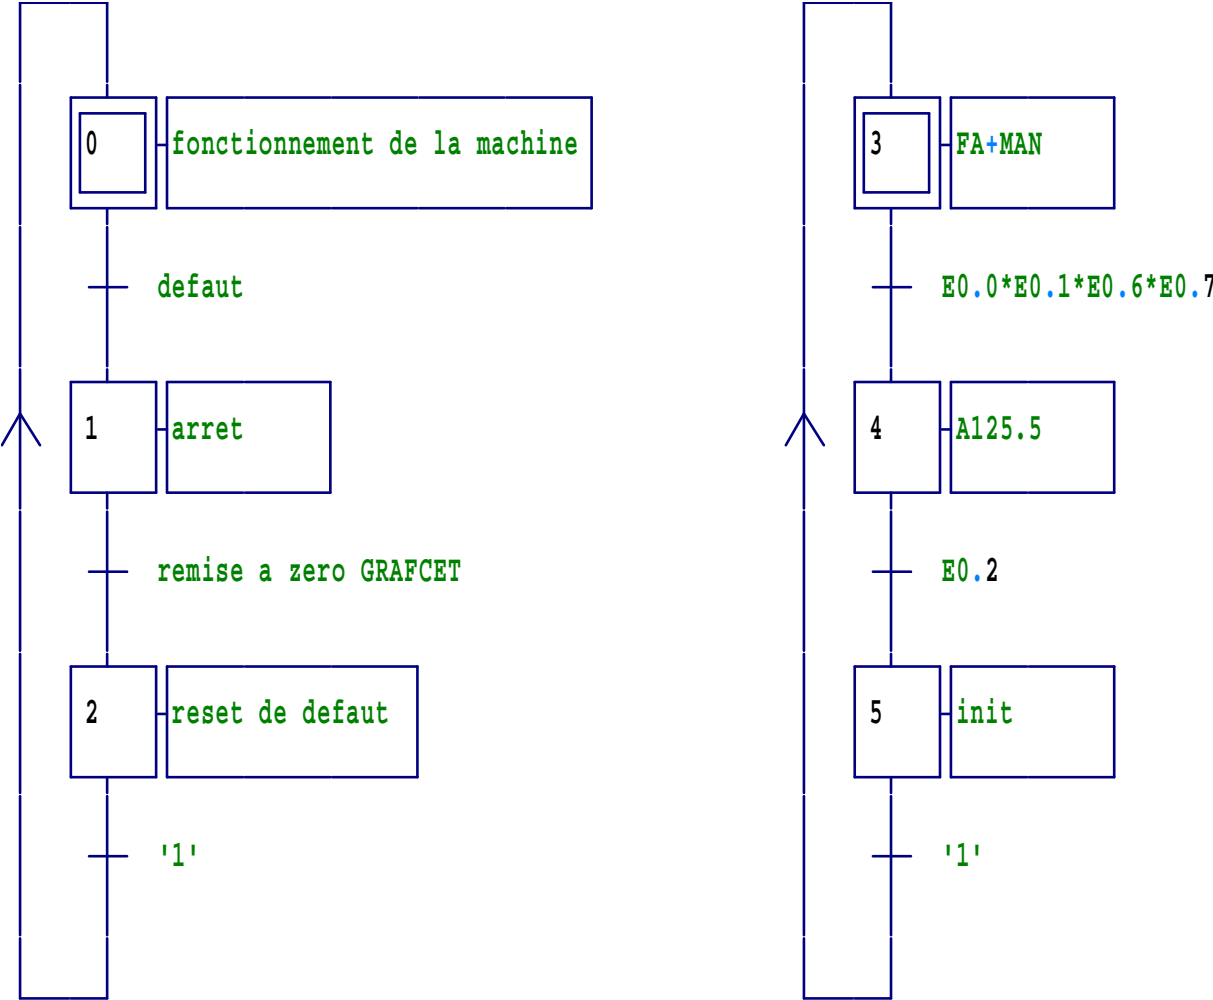 0
fonctionnement de la machine
defaut
1
arret
remise a zero GRAFCET
2
reset de defaut
'1'
3
FA+MAN
E0.0*E0.1*E0.6*E0.7
4
A125.5
E0.2
5
init
'1'